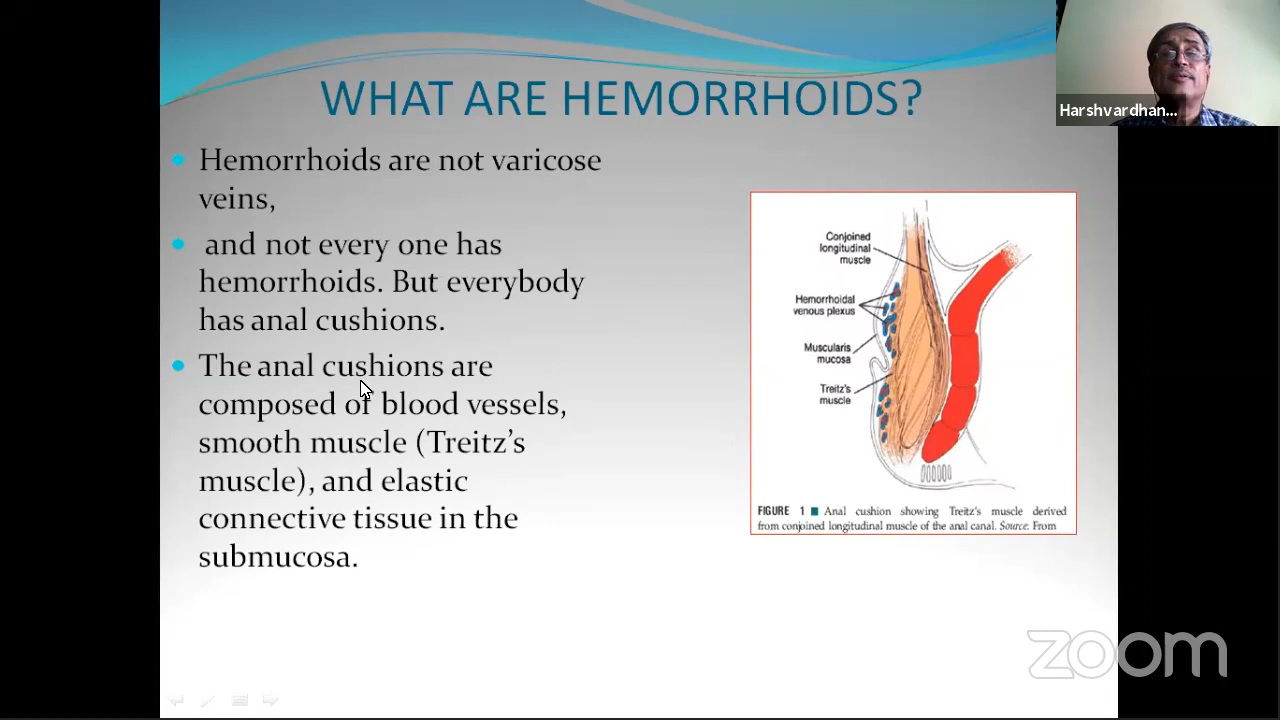 WHAT ARE HEMORRHOIDS?
Harshvardhan...
Hemorrhoids are not varicose
veins,
and not every one has
hemorrhoids. But everybody
has anal cushions.
The anal cushions are
composed of blood vessels,
smooth muscle (Treitz's
muscle), and elastic
connective tissue in the
submucosa.
Conjoined
longitudinal
muscle
Hemorrhoidal
venous plexus
Muscularis
mucosa
Treitz's
muscle
FIGURE 1 Anal cushion showing Treitz's muscle derived
from conjoined longitudinal muscle of the anal canal. Source: From
zoom